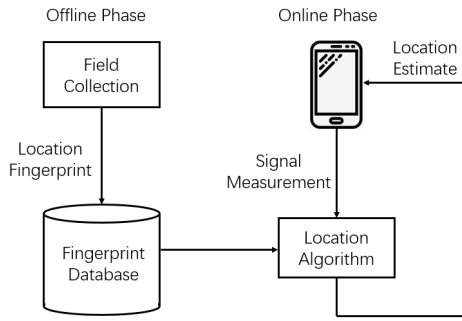 Offline Phase
Online Phase
Field
Collection
Location
Estimate
Location
Fingerprint
Signal
Measurement
Fingerprint
Database
Location
Algorithm